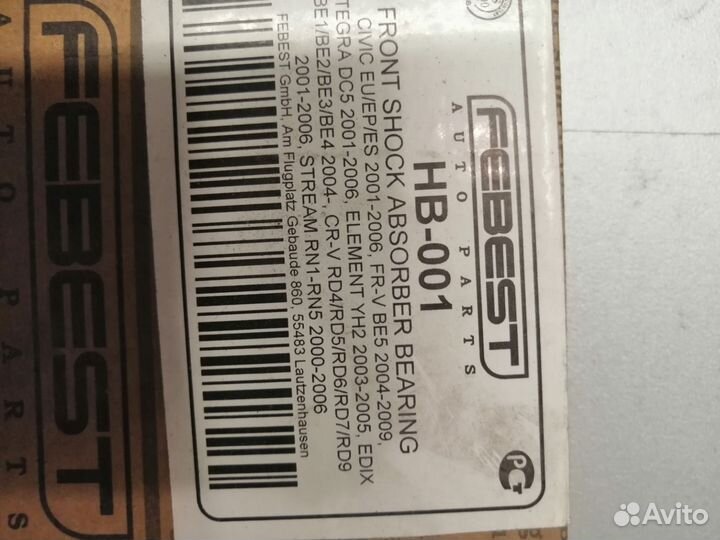 FEBEST
AUTO PARTS
HB-001
FRONT SHOCK ABSORBER BEARING
CIVIC EU/EP/ES 2001-2006, FR-V BE5 2004-2009,
TEGRA DC5 2001-2006, ELEMENT YH2 2003-2005, EDIX
BE1/BE2/BE3/BE4 2004-, CR-V RD4/RD5/RD6/RD7/RD9
2001-2006, STREAM RN1-RN5 2000-2006
FEBEST GmbH, Am Flugplatz Gebaude 860, 55483 Lautzenhausen
РСТ
FEBEST
AUTO PARTS
Avito